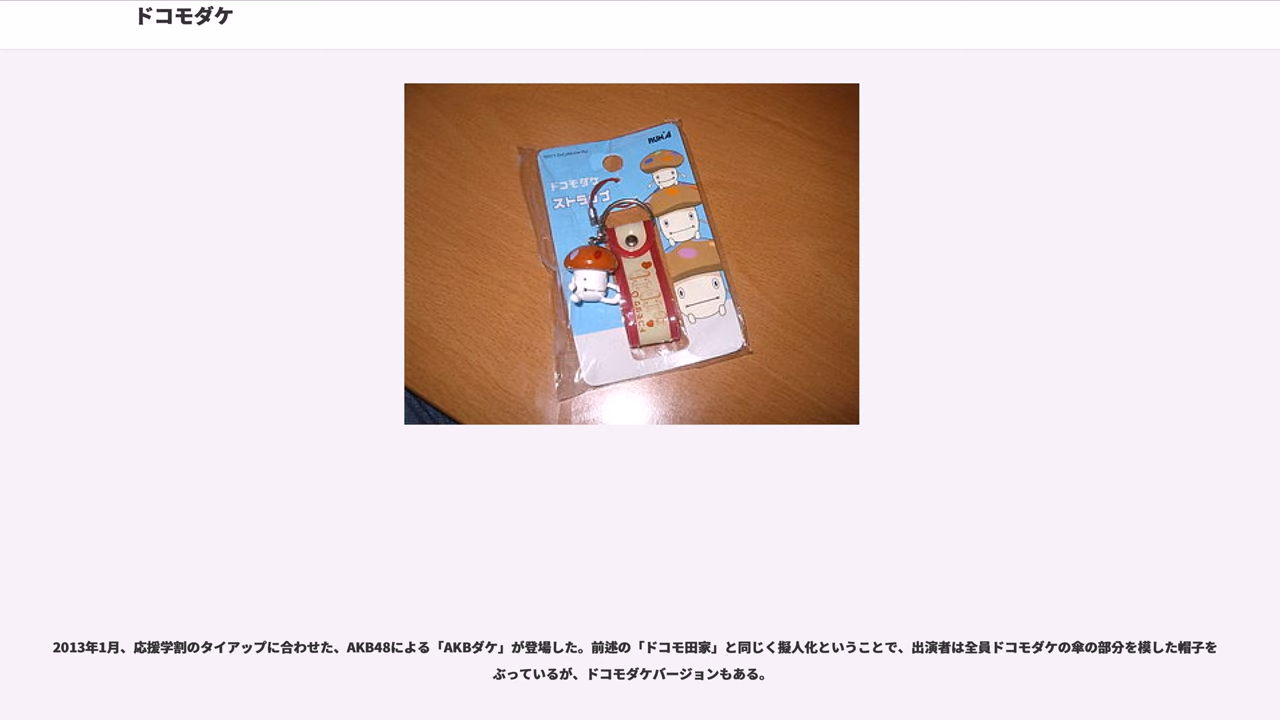 ドコモダケ
ドコモダケ
ストラップ
2013年1月、応援学割のタイアップに合わせた、AKB48による「AKBダケ」が登場した。前述の「ドコモ田家」と同じく擬人化ということで、出演者は全員ドコモダケの傘の部分を模した帽子を
ぶっているが、ドコモダケバージョンもある。